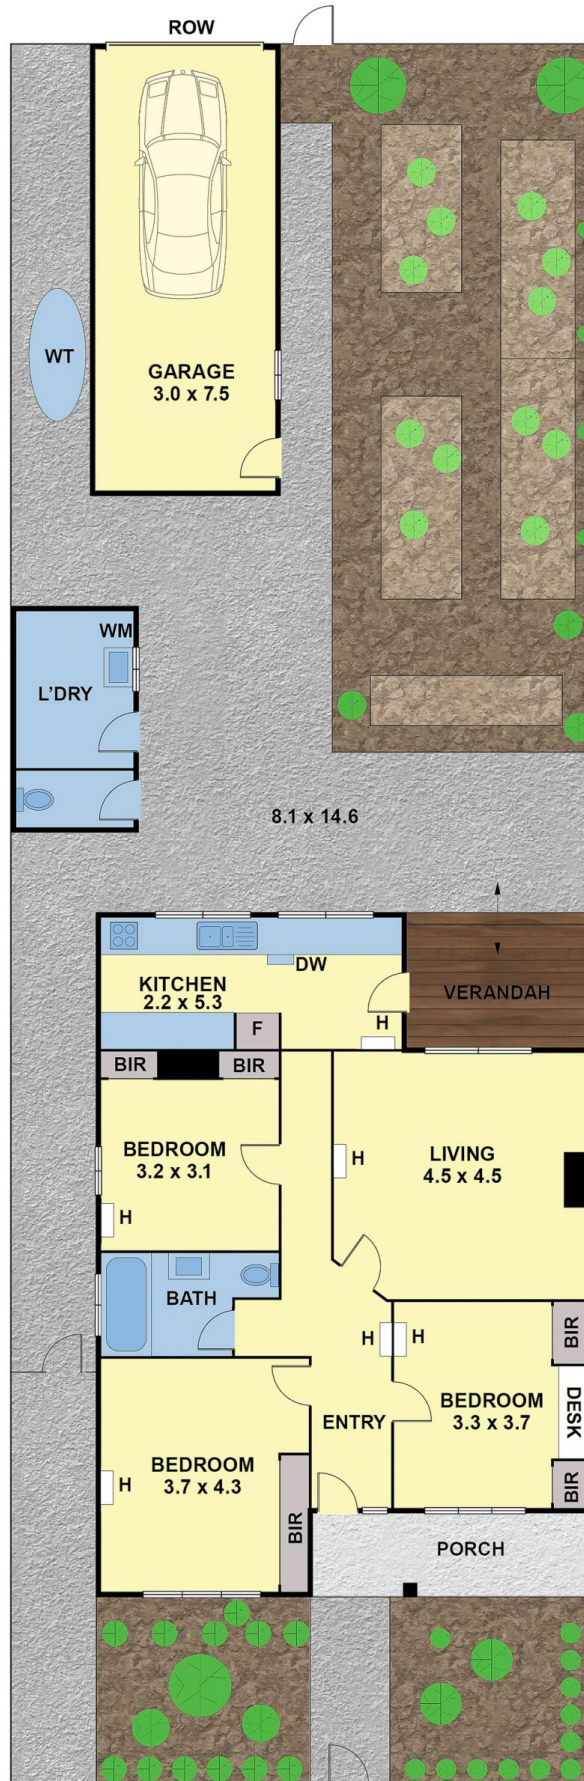 ROW
WT
GARAGE
3.0 x 7.5
WM
L'DRY
8.1 x 14.6
DW
KITCHEN
2.2 x 5.3
VERANDAH
F
H
BIR
BIR
BEDROOM
3.2 x 3.1
H
LIVING
4.5 x 4.5
H
BATH
H
H
BIR
BEDROOM
3.3 x 3.7
DESK
ENTRY
BEDROOM
3.7 x 4.3
H
BIR
BIR
PORCH